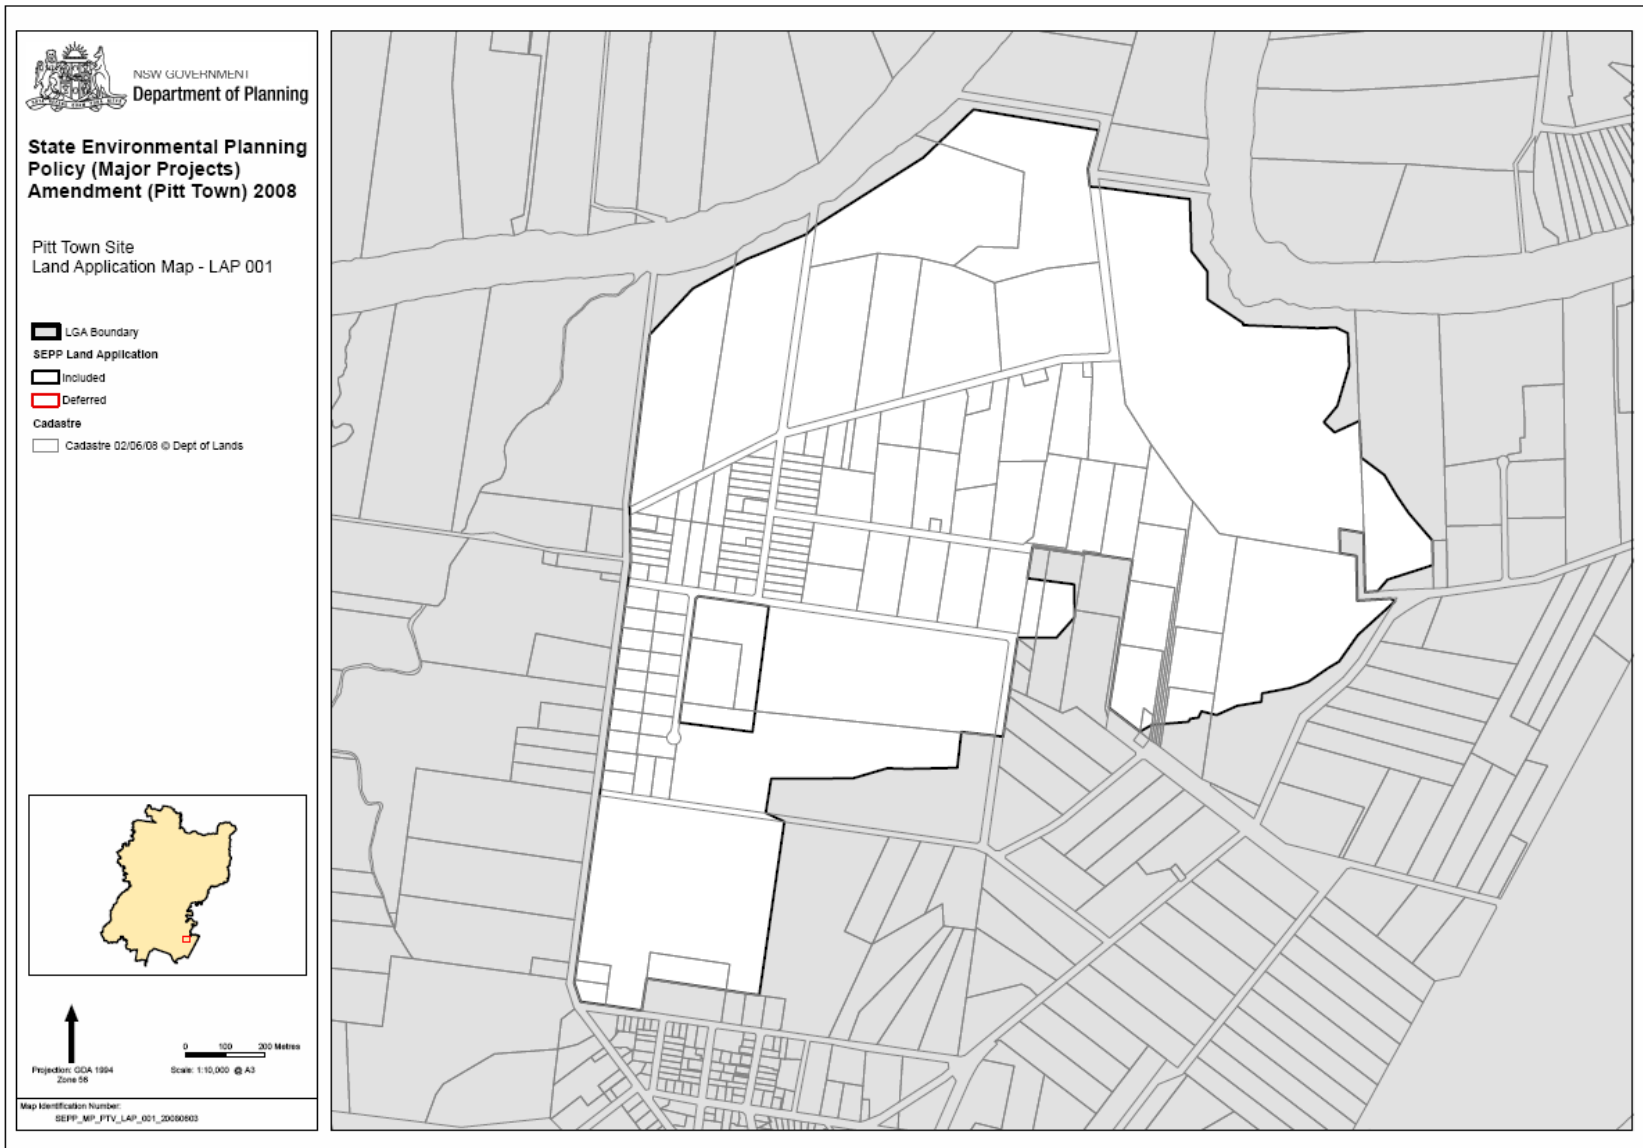 NSW GOVERNMENT
Department of Planning
State Environmental Planning
Policy (Major Projects)
Amendment (Pitt Town) 2008
Pitt Town Site
Land Application Map - LAP 001
LGA Boundary
SEPP Land Application
Included
Deferred
Cadastre
Cadastre 02/06/08 © Dept of Lands
0 100 200 Metres
Projection: GDA 1994
Zone 56
Scale: 1:10,000 @ A3
Map Identification Number:
SEPP_MP_PTV_LAP_001_20080603